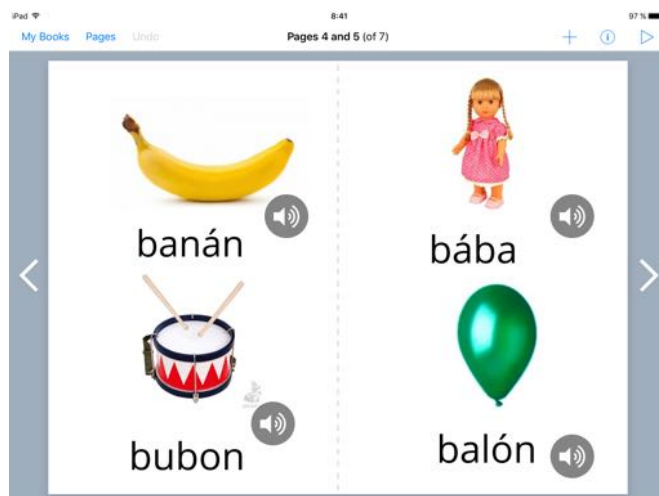 iPad 8:41 97 %
My Books Pages Undo Pages 4 and 5 (of 7)
banán
bába
bubon
balón